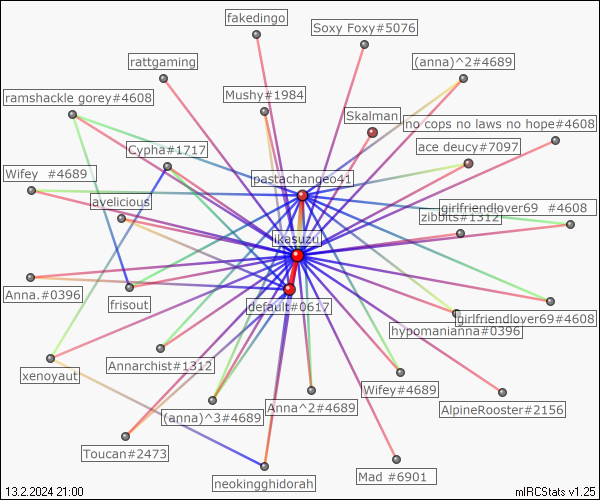 fakedingo
Soxy Foxy#5076
rattgaming
(anna)^2#4689
ramshackle gorey#4608
Mushy#1984
Skalman
no cops no laws no hope#4608
Cypha#1717
ace deucy#7097
Wifey  #4689
pastachangeo41
avelicious
girlfriendlover69  #4608
zibbits#1312
ikasuzu
Anna.#0396
frisout
default#0617
girlfriendlover69#4608
hypomanianna#0396
Annarchist#1312
xenoyaut
Wifey#4689
(anna)^3#4689
Anna^2#4689
AlpineRooster#2156
Toucan#2473
neokingghidorah
Mad #6901
13.2.2024 21:00
mIRCStats v1.25